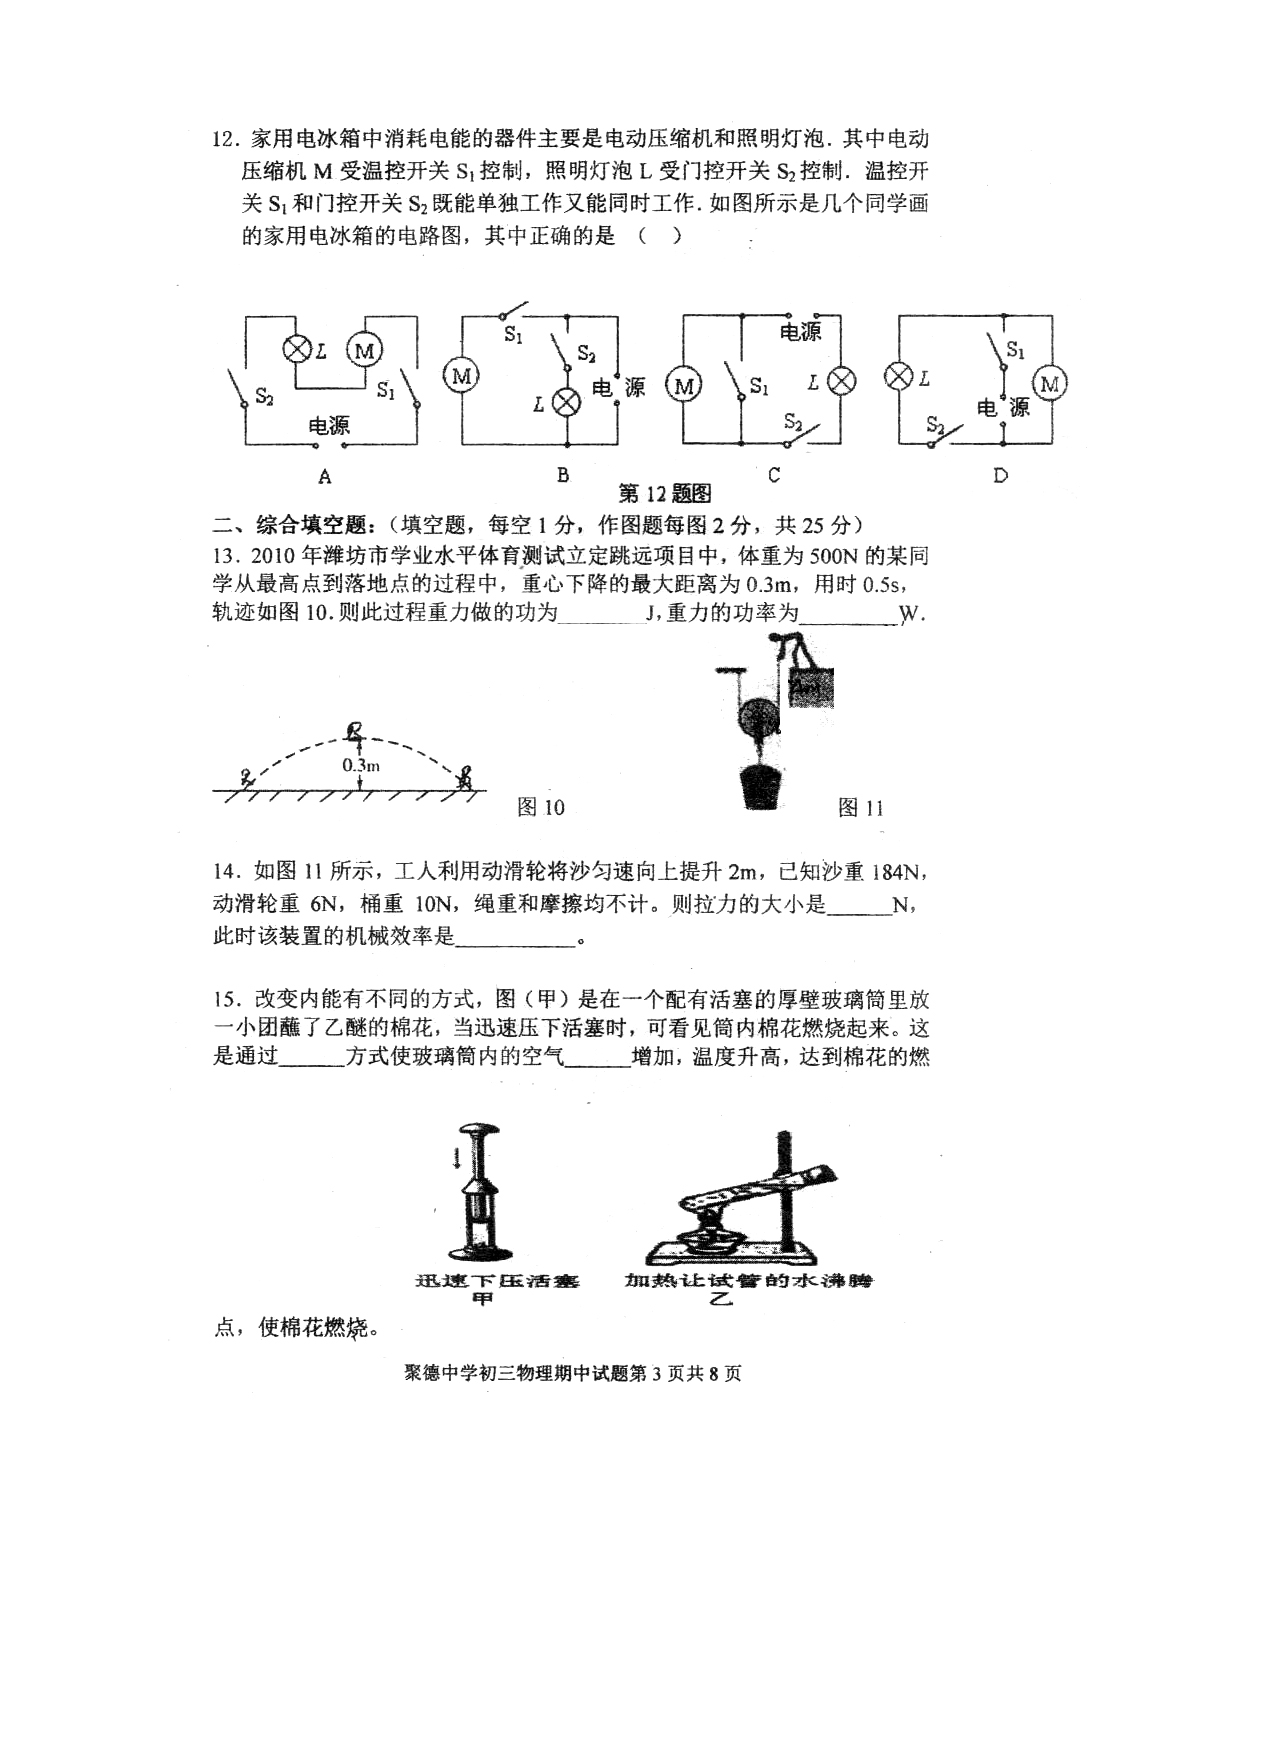 12. 家用电冰箱中消耗电能的器件主要是电动压缩机和照明灯泡. 其中电动
压缩机 M 受温控开关 S₁控制，照明灯泡 L 受门控开关 S₂控制. 温控开
关 S₁和门控开关 S₂既能单独工作又能同时工作. 如图所示是几个同学画
的家用电冰箱的电路图，其中正确的是 （ ）
L M S₂ S₁ 电源
S₁ S₂ M L 电源
电源 M S₁ L S₂
S₁ L M 电源 S₂
A B C D
第 12 题图
二、综合填空题:（填空题，每空 1 分，作图题每图 2 分，共 25 分）
13. 2010 年潍坊市学业水平体育测试立定跳远项目中，体重为 500N 的某同
学从最高点到落地点的过程中，重心下降的最大距离为 0.3m，用时 0.5s，
轨迹如图 10. 则此过程重力做的功为________J, 重力的功率为_________W.
0.3m
图 10 图 11
14. 如图 11 所示，工人利用动滑轮将沙匀速向上提升 2m，已知沙重 184N，
动滑轮重 6N，桶重 10N，绳重和摩擦均不计。则拉力的大小是______N，
此时该装置的机械效率是___________。
15. 改变内能有不同的方式，图（甲）是在一个配有活塞的厚壁玻璃筒里放
一小团蘸了乙醚的棉花，当迅速压下活塞时，可看见筒内棉花燃烧起来。这
是通过______方式使玻璃筒内的空气______增加，温度升高，达到棉花的燃
迅速下压活塞 加热让试管的水沸腾
甲 乙
点，使棉花燃烧。
聚德中学初三物理期中试题第 3 页共 8 页